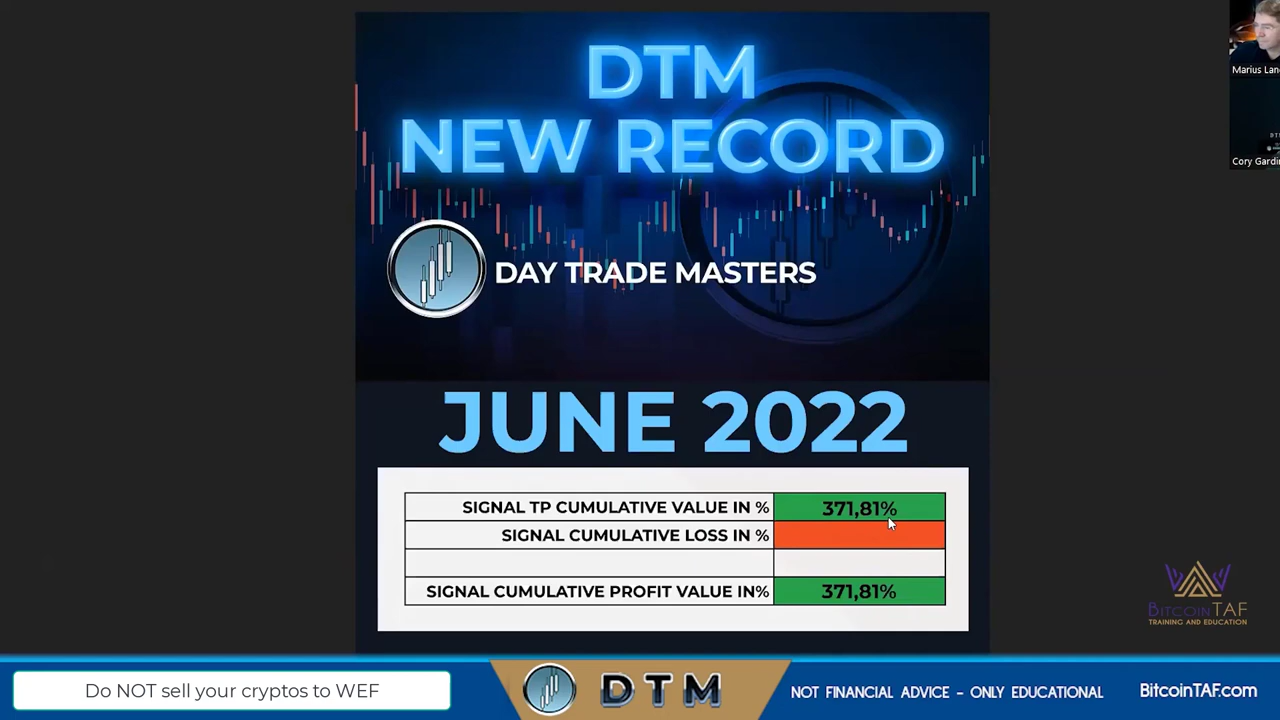 DTM
NEW RECORD
DAY TRADE MASTERS
JUNE 2022
SIGNAL TP CUMULATIVE VALUE IN % 371,81%
SIGNAL CUMULATIVE LOSS IN %
SIGNAL CUMULATIVE PROFIT VALUE IN% 371,81%
Marius Lan
Cory Gardi
BITCOINTAF
TRAINING AND EDUCATION
Do NOT sell your cryptos to WEF
DTM
NOT FINANCIAL ADVICE - ONLY EDUCATIONAL
BitcoinTAF.com